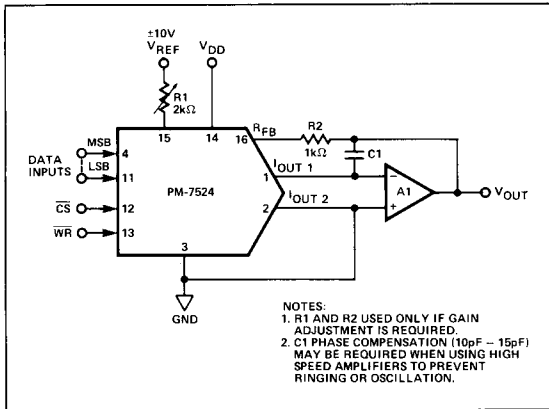 ±10V
VREF
VDD
R1
2kΩ
RFB
R2
1kΩ
C1
15
14
16
MSB
4
DATA
INPUTS
LSB
11
PM-7524
IOUT 1
1
IOUT 2
2
A1
−
+
VOUT
CS
12
WR
13
3
GND
NOTES:
1. R1 AND R2 USED ONLY IF GAIN
ADJUSTMENT IS REQUIRED.
2. C1 PHASE COMPENSATION (10pF – 15pF)
MAY BE REQUIRED WHEN USING HIGH
SPEED AMPLIFIERS TO PREVENT
RINGING OR OSCILLATION.